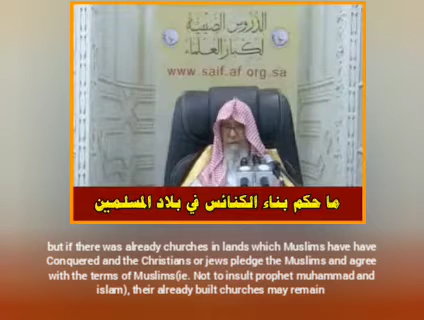 الدروس الصيفية
لكبار العلماء
www.saif.af.org.sa
ما حكم بناء الكنائس في بلاد المسلمين
but if there was already churches in lands which Muslims have have
Conquered and the Christians or jews pledge the Muslims and agree
with the terms of Muslims(ie. Not to insult prophet muhammad and
islam), their already built churches may remain